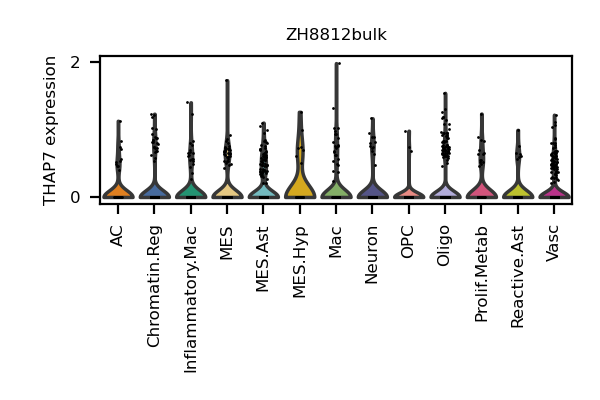 ZH8812bulk
THAP7 expression
2
0
AC
Chromatin.Reg
Inflammatory.Mac
MES
MES.Ast
MES.Hyp
Mac
Neuron
OPC
Oligo
Prolif.Metab
Reactive.Ast
Vasc